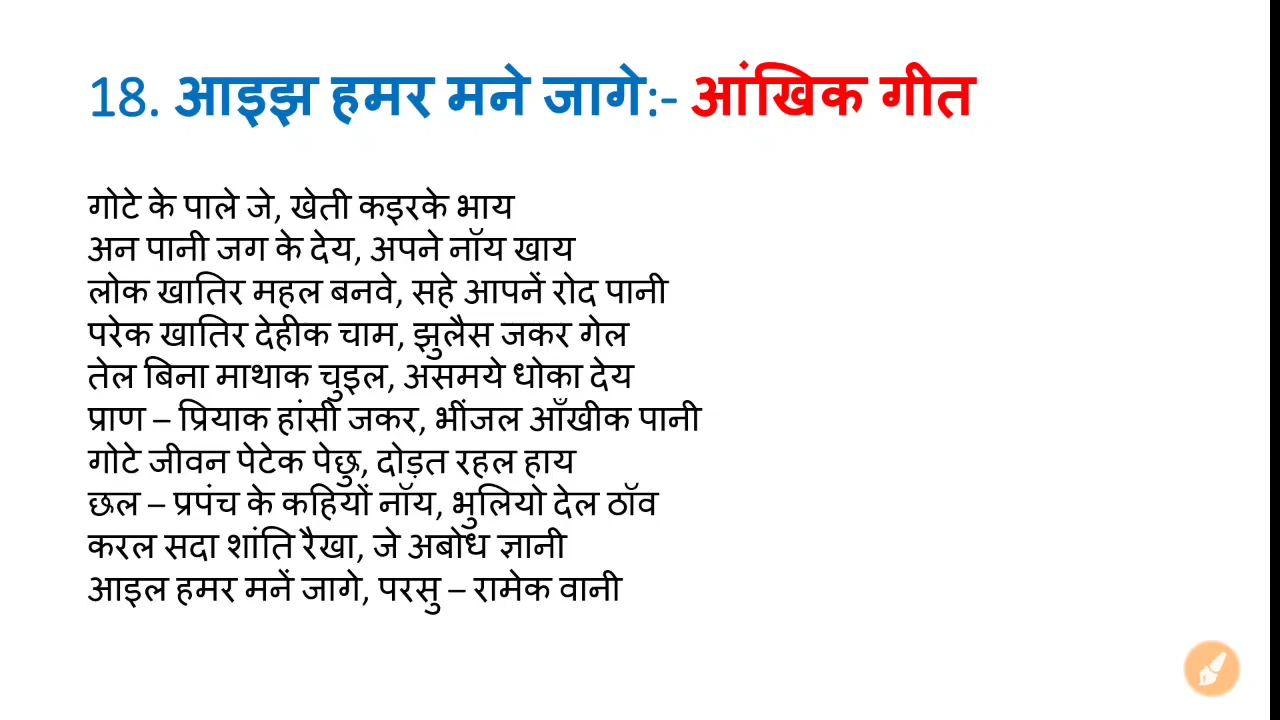 18. आइझ हमर मने जागे:- आंखिक गीत
गोटे के पाले जे, खेती कइरके भाय
अन पानी जग के देय, अपने नॉय खाय
लोक खातिर महल बनवे, सहे आपनें रोद पानी
परेक खातिर देहीक चाम, झुलैस जकर गेल
तेल बिना माथाक चुइल, असमये धोका देय
प्राण – प्रियाक हांसी जकर, भींजल आँखीक पानी
गोटे जीवन पेटेक पेछु, दोड़त रहल हाय
छल – प्रपंच के कहियों नॉय, भुलियो देल ठॉव
करल सदा शांति रैखा, जे अबोध ज्ञानी
आइल हमर मनें जागे, परसु – रामेक वानी